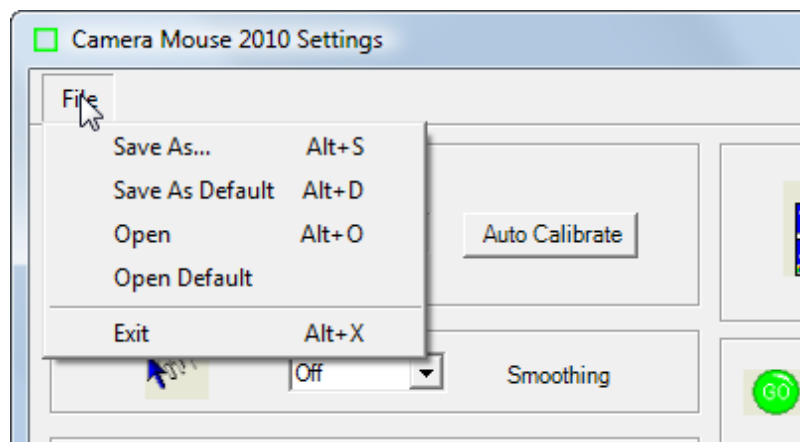 Camera Mouse 2010 Settings
File
Save As... Alt+S
Save As Default Alt+D
Open Alt+O
Open Default
Exit Alt+X
Auto Calibrate
Off
Smoothing
GO